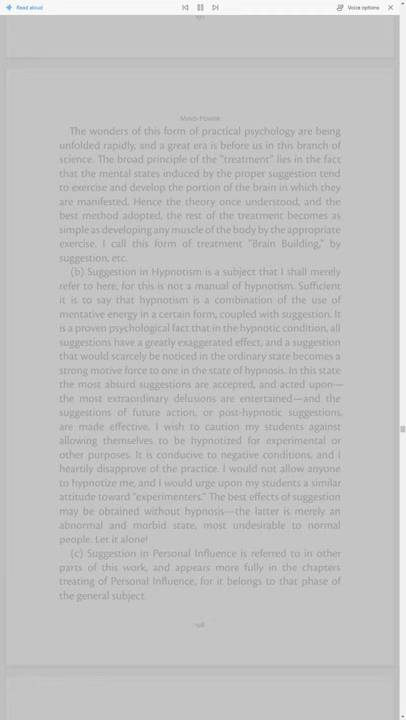 Read aloud
Voice options
Mind-Power
The wonders of this form of practical psychology are being
unfolded rapidly, and a great era is before us in this branch of
science. The broad principle of the "treatment" lies in the fact
that the mental states induced by the proper suggestion tend
to exercise and develop the portion of the brain in which they
are manifested. Hence the theory once understood, and the
best method adopted, the rest of the treatment becomes as
simple as developing any muscle of the body by the appropriate
exercise. I call this form of treatment "Brain Building," by
suggestion, etc.
(b) Suggestion in Hypnotism is a subject that I shall merely
refer to here, for this is not a manual of hypnotism. Sufficient
it is to say that hypnotism is a combination of the use of
mentative energy in a certain form, coupled with suggestion. It
is a proven psychological fact that in the hypnotic condition, all
suggestions have a greatly exaggerated effect, and a suggestion
that would scarcely be noticed in the ordinary state becomes a
strong motive force to one in the state of hypnosis. In this state
the most absurd suggestions are accepted, and acted upon—
the most extraordinary delusions are entertained—and the
suggestions of future action, or post-hypnotic suggestions,
are made effective. I wish to caution my students against
allowing themselves to be hypnotized for experimental or
other purposes. It is conducive to negative conditions, and I
heartily disapprove of the practice. I would not allow anyone
to hypnotize me, and I would urge upon my students a similar
attitude toward "experimenters." The best effects of suggestion
may be obtained without hypnosis—the latter is merely an
abnormal and morbid state, most undesirable to normal
people. Let it alone!
(c) Suggestion in Personal Influence is referred to in other
parts of this work, and appears more fully in the chapters
treating of Personal Influence, for it belongs to that phase of
the general subject.
198